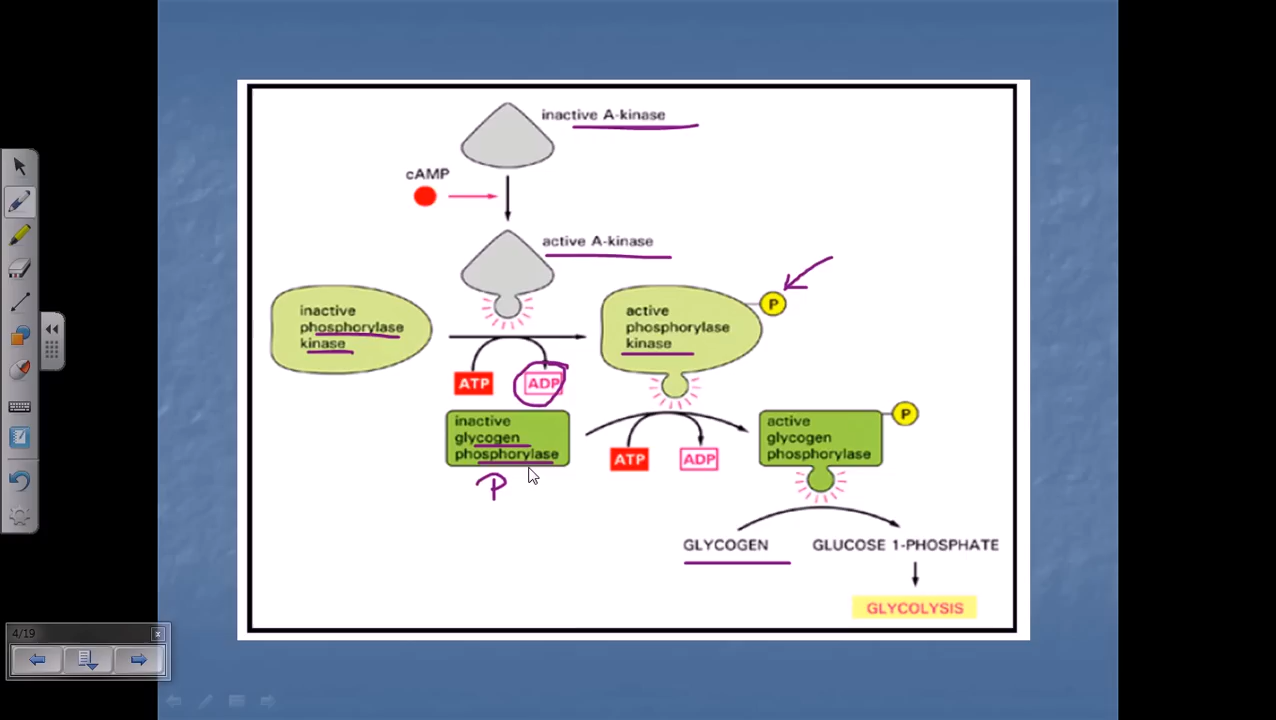 inactive A-kinase
cAMP
active A-kinase
inactive
phosphorylase
kinase
active
phosphorylase
kinase
P
ATP
ADP
inactive
glycogen
phosphorylase
P
ATP
ADP
active
glycogen
phosphorylase
P
GLYCOGEN
GLUCOSE 1-PHOSPHATE
GLYCOLYSIS
4/19
x